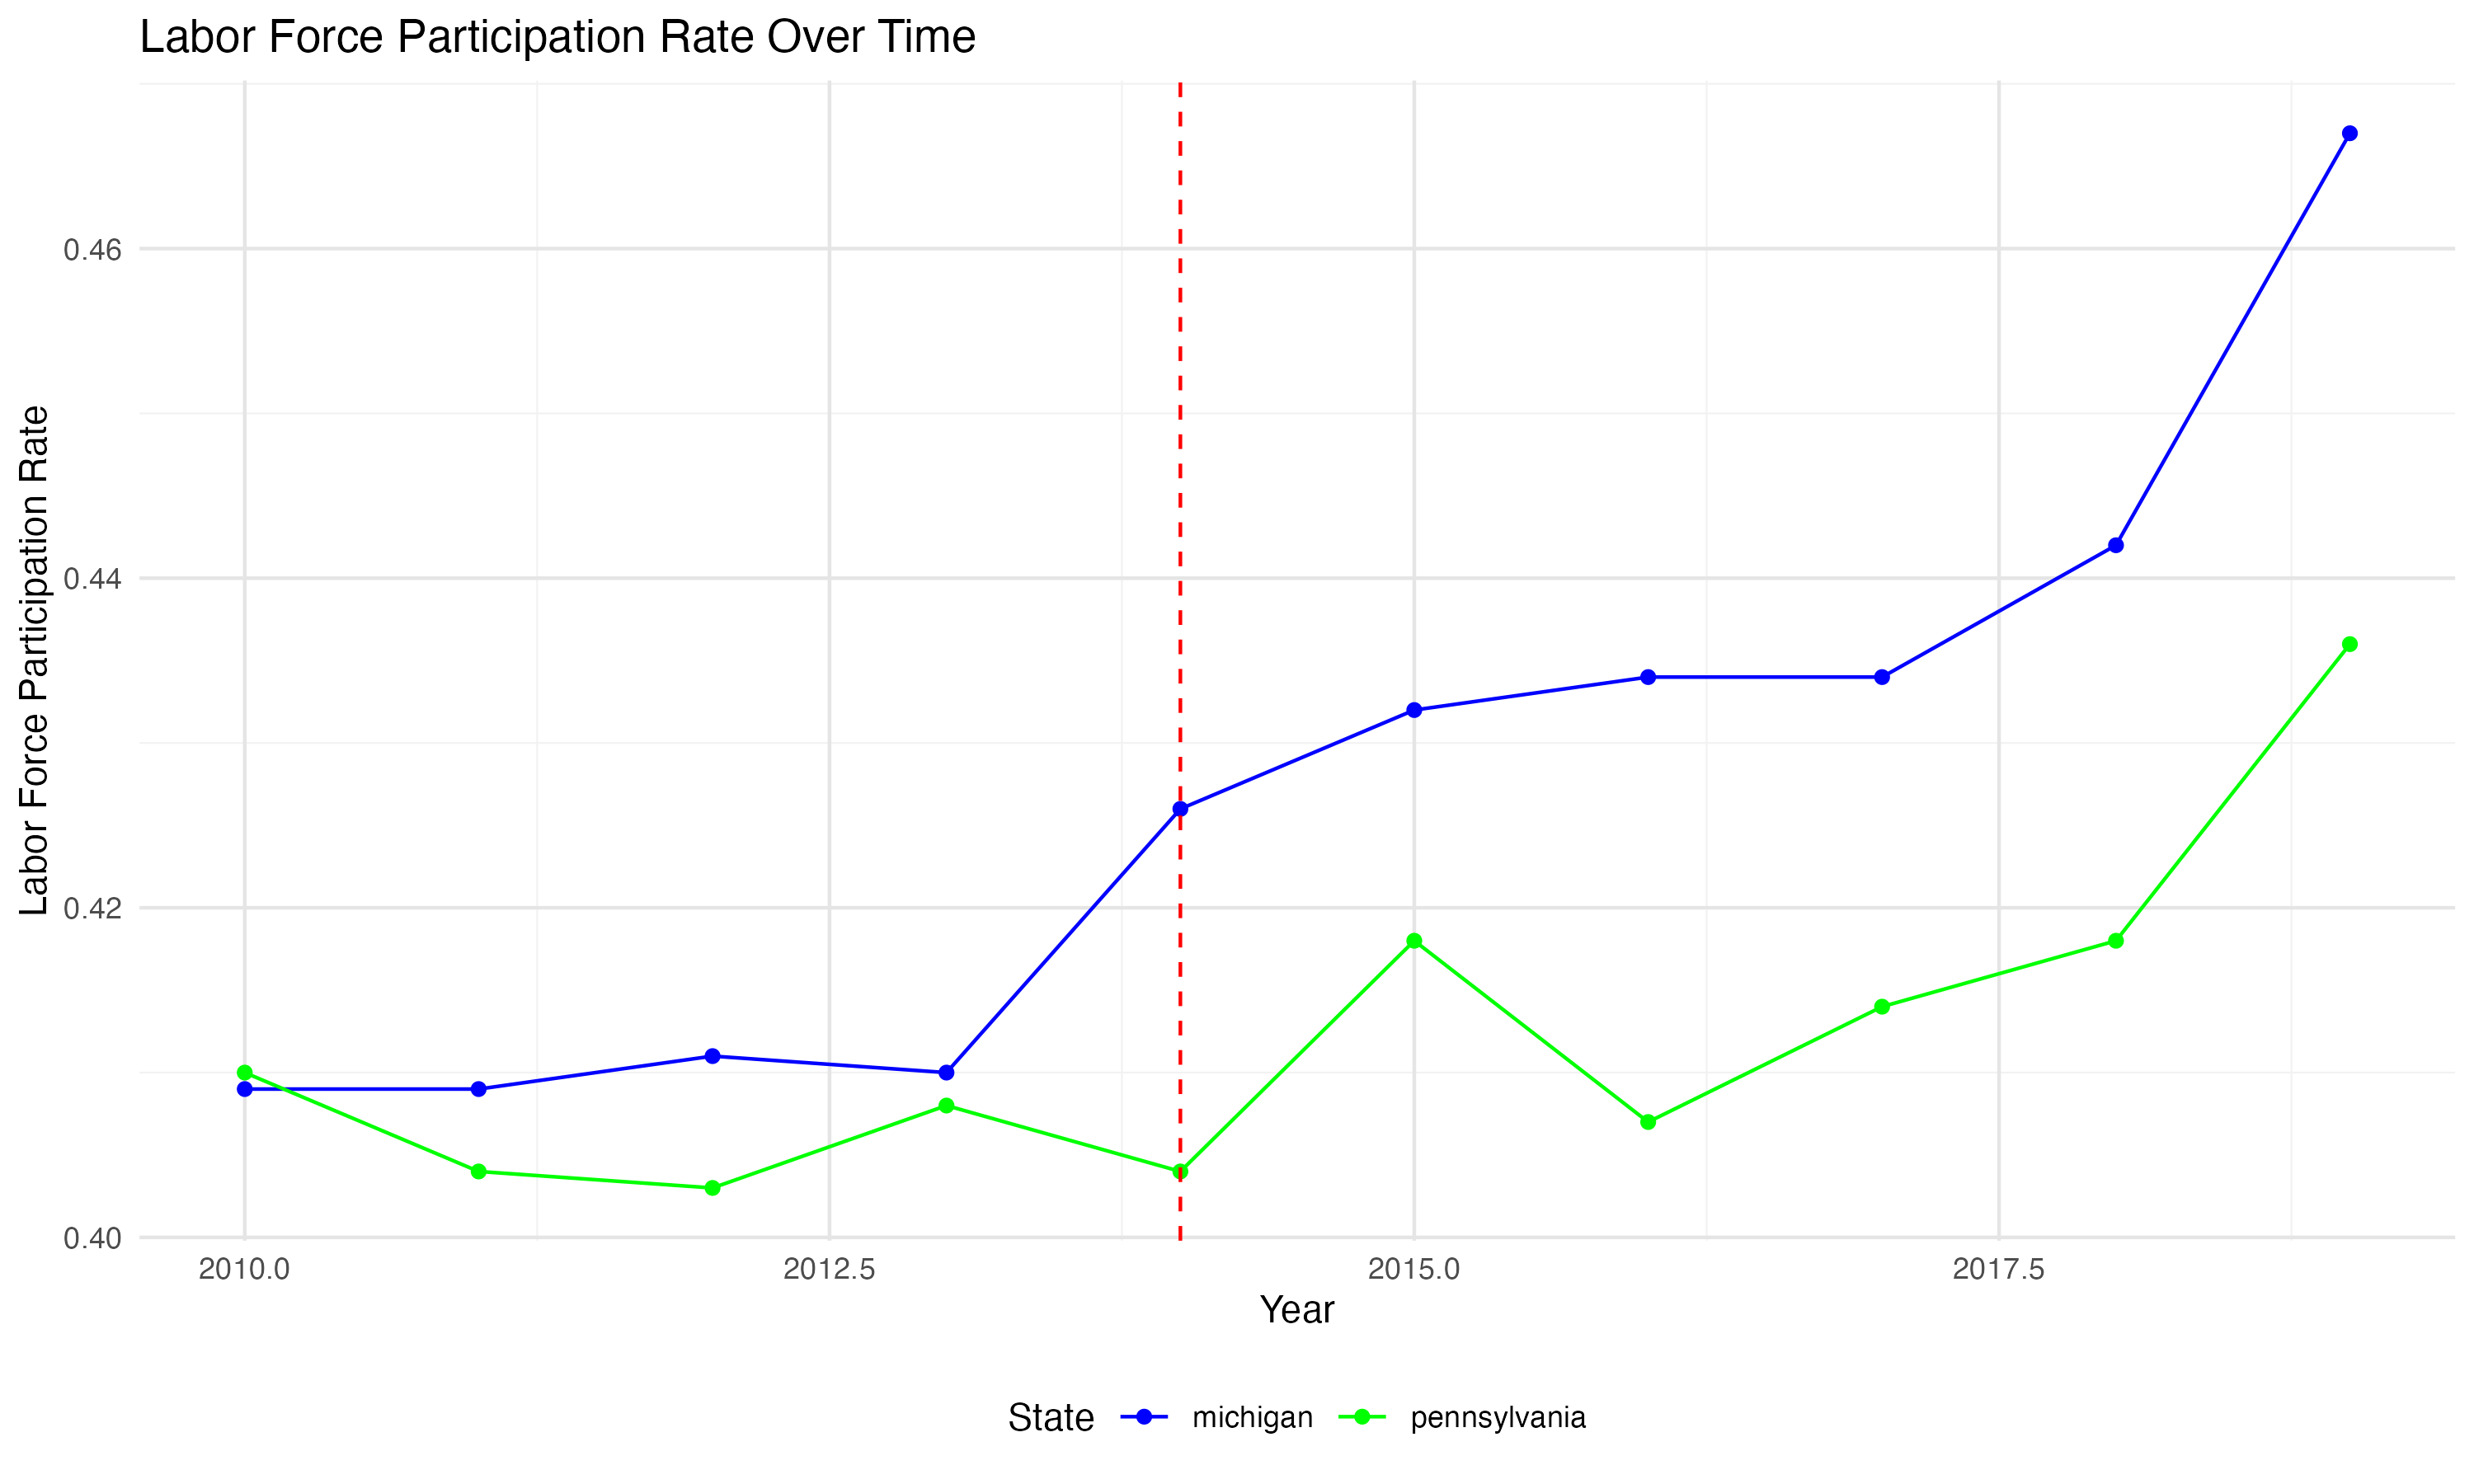 Labor Force Participation Rate Over Time
Labor Force Participation Rate
0.46
0.44
0.42
0.40
2010.0 2012.5 2015.0 2017.5
Year
State michigan pennsylvania